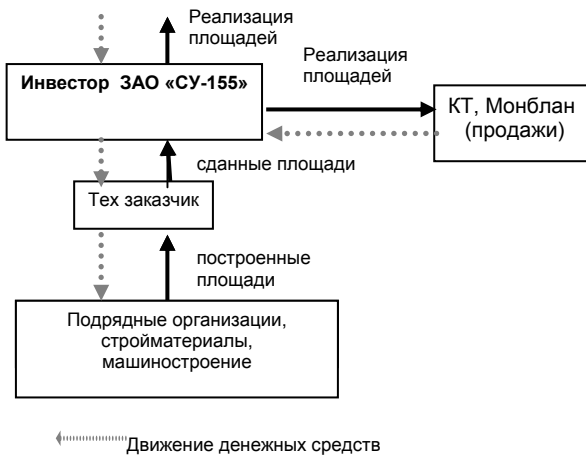 Реализация
площадей
Инвестор ЗАО «СУ-155»
Реализация
площадей
КТ, Монблан
(продажи)
сданные площади
Тех заказчик
построенные
площади
Подрядные организации,
стройматериалы,
машиностроение
Движение денежных средств